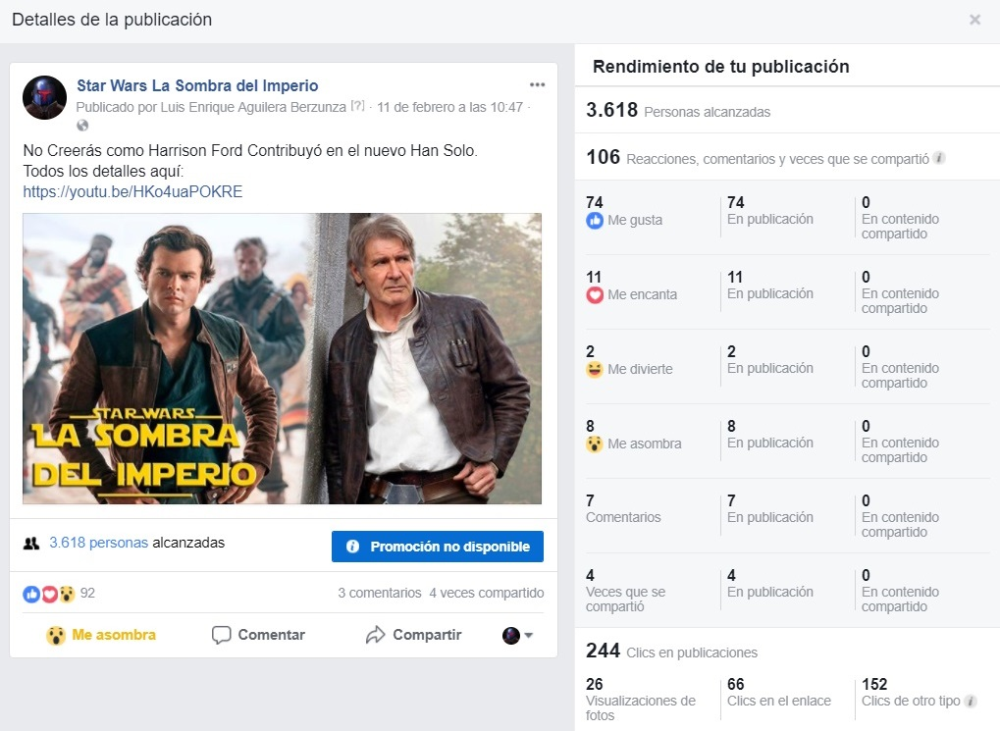 Detalles de la publicación
×
Star Wars La Sombra del Imperio
Publicado por Luis Enrique Aguilera Berzunza [?] · 11 de febrero a las 10:47 ·
No Creerás como Harrison Ford Contribuyó en el nuevo Han Solo.
Todos los detalles aquí:
https://youtu.be/HKo4uaPOKRE
STAR WARS
LA SOMBRA
DEL IMPERIO
3.618 personas alcanzadas
Promoción no disponible
92
3 comentarios 4 veces compartido
Me asombra
Comentar
Compartir
Rendimiento de tu publicación
3.618 Personas alcanzadas
106 Reacciones, comentarios y veces que se compartió
74 74 0
Me gusta En publicación En contenido
compartido
11 11 0
Me encanta En publicación En contenido
compartido
2 2 0
Me divierte En publicación En contenido
compartido
8 8 0
Me asombra En publicación En contenido
compartido
7 7 0
Comentarios En publicación En contenido
compartido
4 4 0
Veces que se En publicación En contenido
compartió compartido
244 Clics en publicaciones
26 66 152
Visualizaciones de Clics en el enlace Clics de otro tipo
fotos